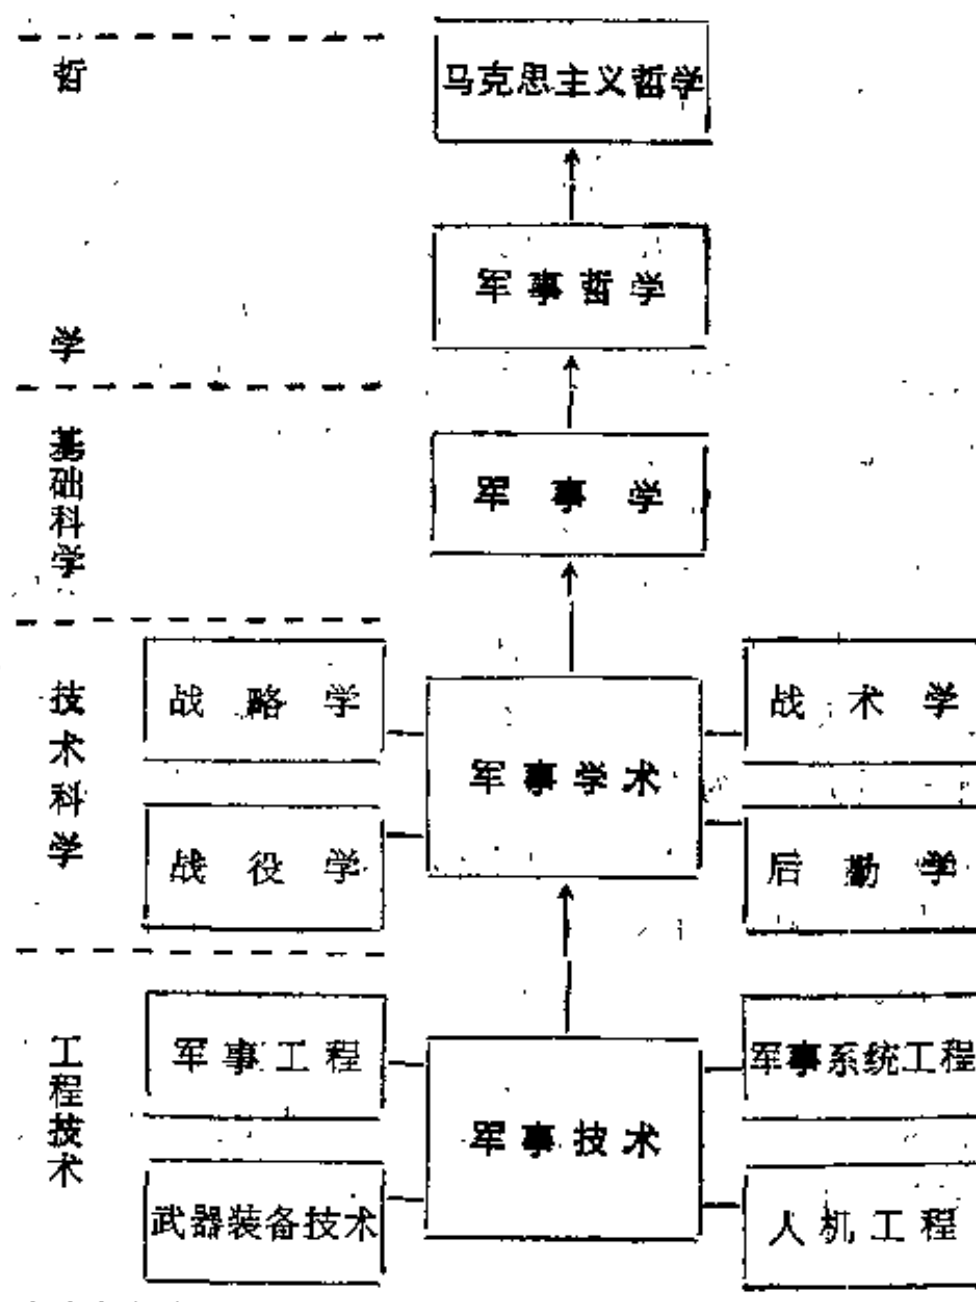 哲学
马克思主义哲学
军事哲学
基础科学
军事学
技术科学
战略学
战术学
军事学术
战役学
后勤学
工程技术
军事工程
军事系统工程
军事技术
武器装备技术
人机工程